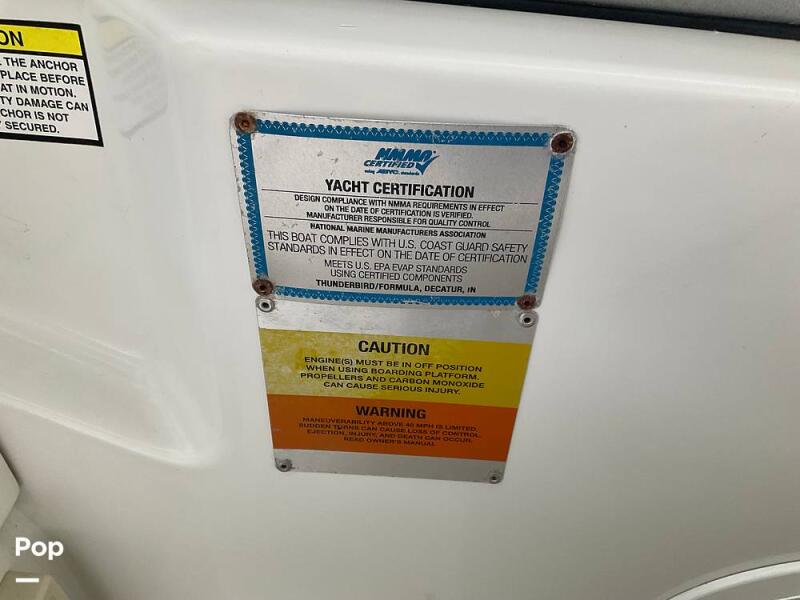 ON
THE ANCHOR
PLACE BEFORE
AT IN MOTION.
TY DAMAGE CAN
CHOR IS NOT
SECURED.
NMMA
CERTIFIED
using ABYC standards
YACHT CERTIFICATION
DESIGN COMPLIANCE WITH NMMA REQUIREMENTS IN EFFECT
ON THE DATE OF CERTIFICATION IS VERIFIED.
MANUFACTURER RESPONSIBLE FOR QUALITY CONTROL
NATIONAL MARINE MANUFACTURERS ASSOCIATION
THIS BOAT COMPLIES WITH U.S. COAST GUARD SAFETY
STANDARDS IN EFFECT ON THE DATE OF CERTIFICATION
MEETS U.S. EPA EVAP STANDARDS
USING CERTIFIED COMPONENTS
THUNDERBIRD/FORMULA, DECATUR, IN
CAUTION
ENGINE(S) MUST BE IN OFF POSITION
WHEN USING BOARDING PLATFORM.
PROPELLERS AND CARBON MONOXIDE
CAN CAUSE SERIOUS INJURY.
WARNING
MANEUVERABILITY ABOVE 40 MPH IS LIMITED.
SUDDEN TURNS CAN CAUSE LOSS OF CONTROL,
EJECTION, INJURY, AND DEATH CAN OCCUR.
READ OWNER'S MANUAL
Pop